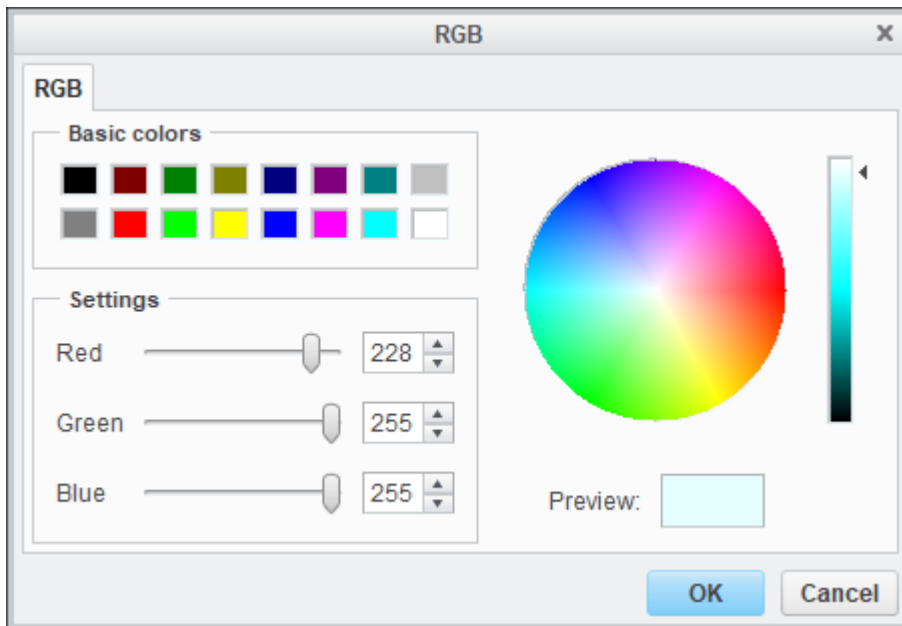 RGB
RGB
Basic colors
Settings
Red 228
Green 255
Blue 255
Preview:
OK Cancel